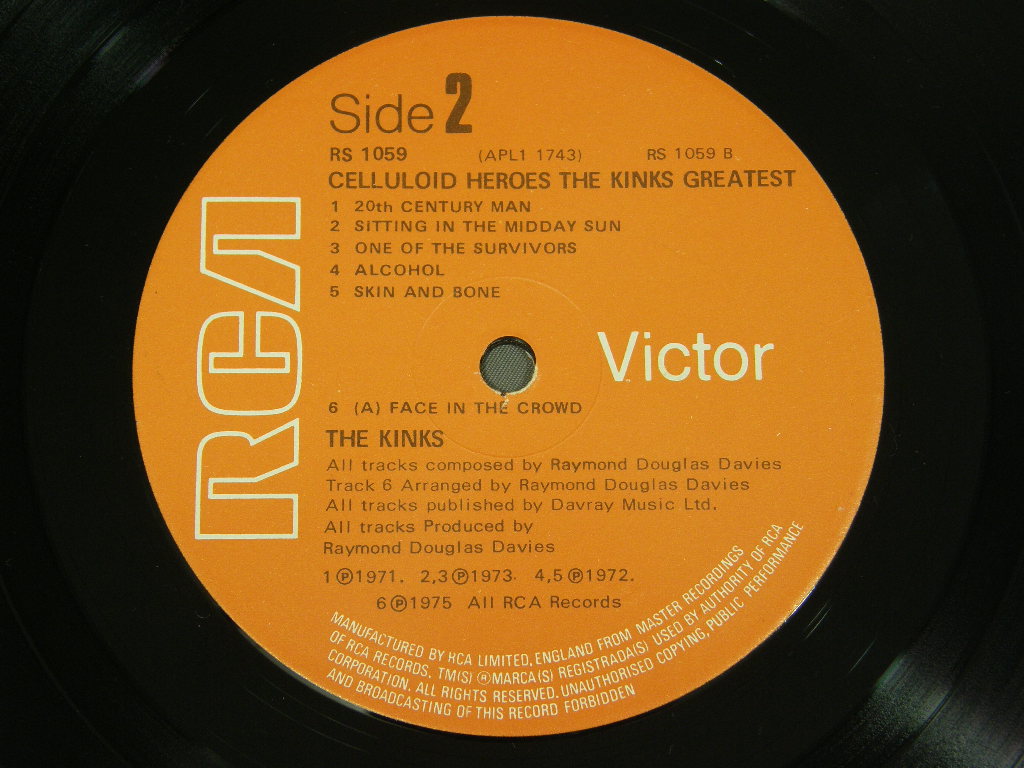 Side 2
RS 1059 (APL1 1743) RS 1059 B
CELLULOID HEROES THE KINKS GREATEST
1 20th CENTURY MAN
2 SITTING IN THE MIDDAY SUN
3 ONE OF THE SURVIVORS
4 ALCOHOL
5 SKIN AND BONE
RCA
Victor
6 (A) FACE IN THE CROWD
THE KINKS
All tracks composed by Raymond Douglas Davies
Track 6 Arranged by Raymond Douglas Davies
All tracks published by Davray Music Ltd.
All tracks Produced by
Raymond Douglas Davies
1 ℗ 1971. 2,3 ℗ 1973. 4,5 ℗ 1972.
6 ℗ 1975 All RCA Records
MANUFACTURED BY RCA LIMITED, ENGLAND FROM MASTER RECORDINGS
OF RCA RECORDS. TM(S) ® MARCA(S) REGISTRADA(S) USED BY AUTHORITY OF RCA
CORPORATION. ALL RIGHTS RESERVED. UNAUTHORISED COPYING, PUBLIC PERFORMANCE
AND BROADCASTING OF THIS RECORD FORBIDDEN